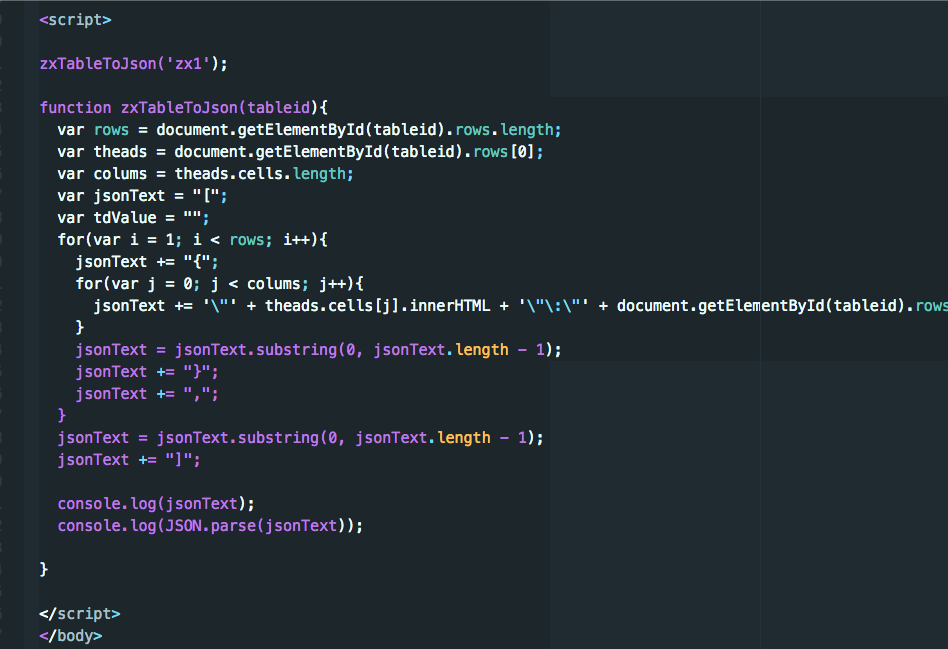 <script>
zxTableToJson('zx1');
function zxTableToJson(tableid){
var rows = document.getElementById(tableid).rows.length;
var theads = document.getElementById(tableid).rows[0];
var colums = theads.cells.length;
var jsonText = "[";
var tdValue = "";
for(var i = 1; i < rows; i++){
jsonText += "{";
for(var j = 0; j < colums; j++){
jsonText += '\"' + theads.cells[j].innerHTML + '\"\:\"' + document.getElementById(tableid).rows
}
jsonText = jsonText.substring(0, jsonText.length - 1);
jsonText += "}";
jsonText += ",";
}
jsonText = jsonText.substring(0, jsonText.length - 1);
jsonText += "]";
console.log(jsonText);
console.log(JSON.parse(jsonText));
}
</script>
</body>